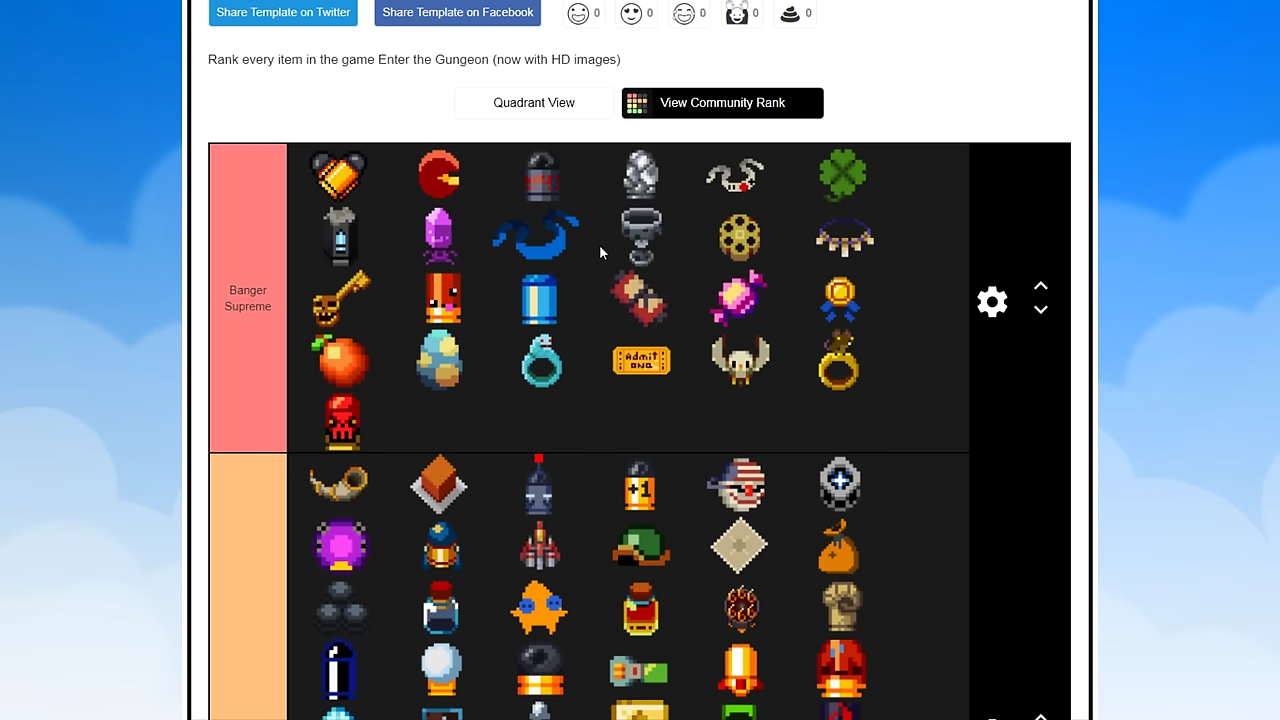 Share Template on Twitter
Share Template on Facebook
0
0
0
0
0
Rank every item in the game Enter the Gungeon (now with HD images)
Quadrant View
View Community Rank
Banger
Supreme
Admit
one
+1